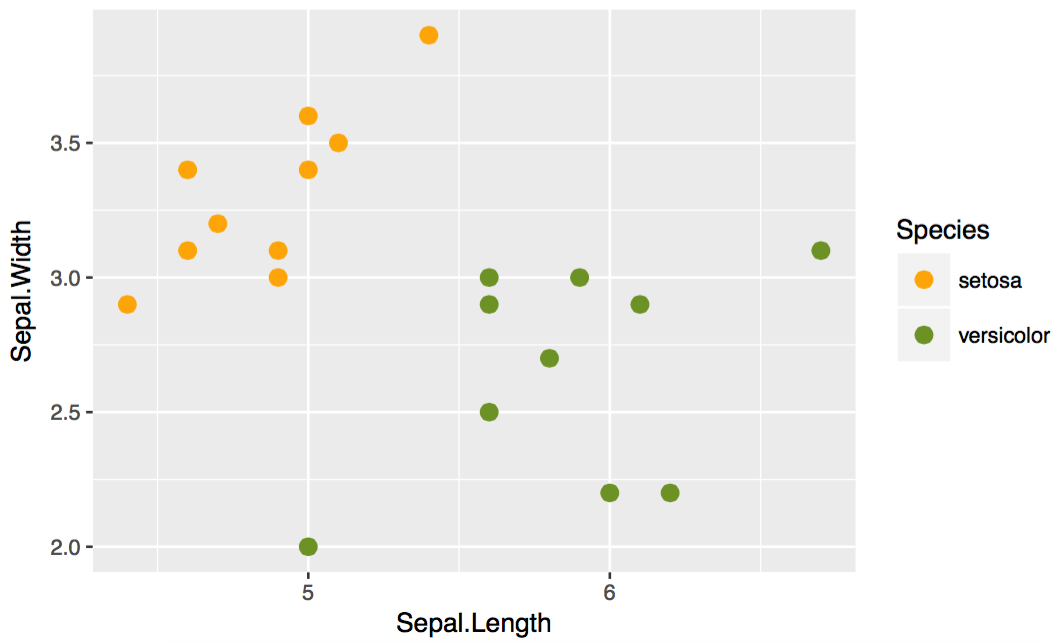 3.5
3.0
2.5
2.0
Sepal.Width
5
6
Sepal.Length
Species
setosa
versicolor